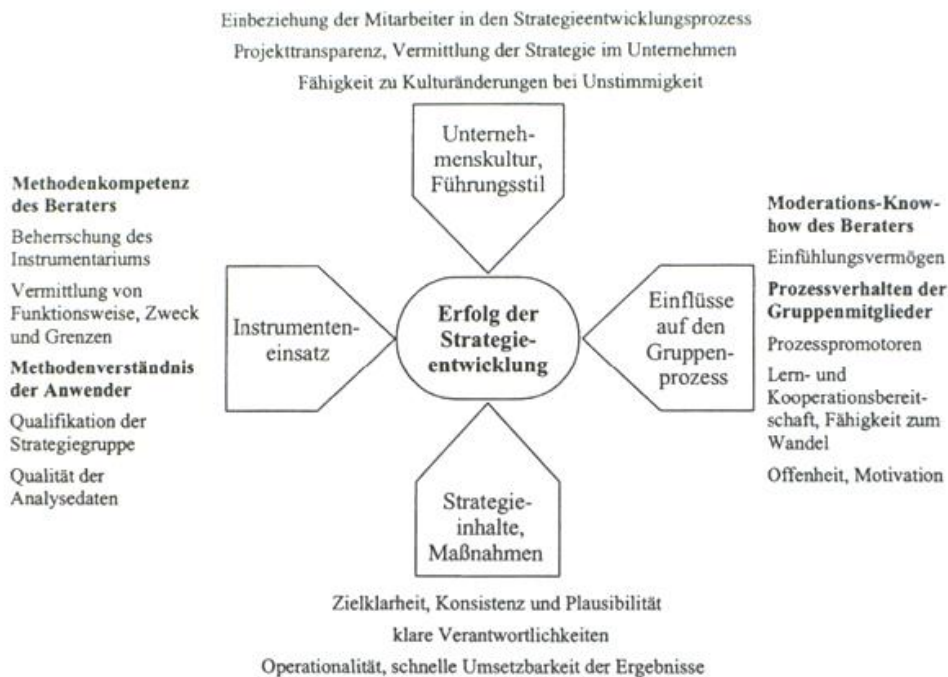 Einbeziehung der Mitarbeiter in den Strategieentwicklungsprozess
Projekttransparenz, Vermittlung der Strategie im Unternehmen
Fähigkeit zu Kulturänderungen bei Unstimmigkeit
Unterneh-
menskultur,
Führungsstil
Methodenkompetenz
des Beraters
Beherrschung des
Instrumentariums
Vermittlung von
Funktionsweise, Zweck
und Grenzen
Methodenverständnis
der Anwender
Qualifikation der
Strategiegruppe
Qualität der
Analysedaten
Instrumenten-
einsatz
Erfolg der
Strategie-
entwicklung
Einflüsse
auf den
Gruppen-
prozess
Moderations-Know-
how des Beraters
Einfühlungsvermögen
Prozessverhalten der
Gruppenmitglieder
Prozesspromotoren
Lern- und
Kooperationsbereit-
schaft, Fähigkeit zum
Wandel
Offenheit, Motivation
Strategie-
inhalte,
Maßnahmen
Zielklarheit, Konsistenz und Plausibilität
klare Verantwortlichkeiten
Operationalität, schnelle Umsetzbarkeit der Ergebnisse